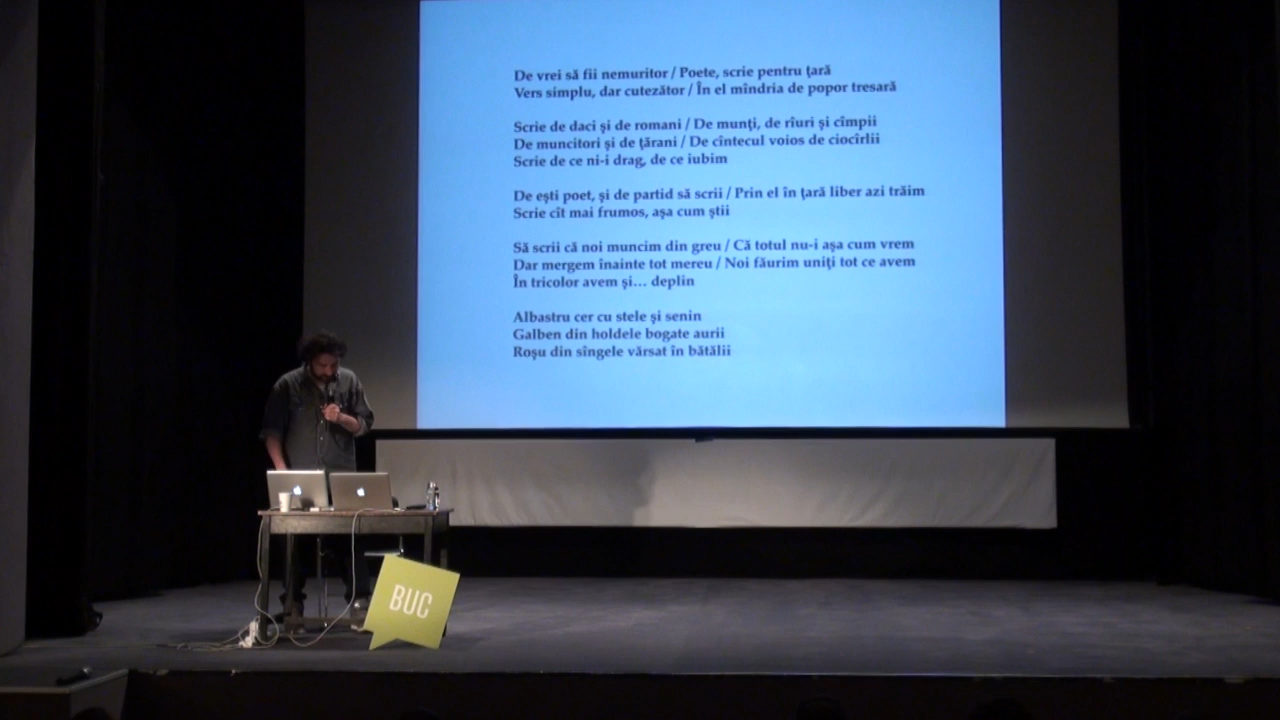 De vrei să fii nemuritor / Poete, scrie pentru ţară
Vers simplu, dar cutezător / În el mîndria de popor tresară
Scrie de daci şi de romani / De munţi, de rîuri şi cîmpii
De muncitori şi de ţărani / De cîntecul voios de ciocîrlii
Scrie de ce ni-i drag, de ce iubim
De eşti poet, şi de partid să scrii / Prin el în ţară liber azi trăim
Scrie cît mai frumos, aşa cum ştii
Să scrii că noi muncim din greu / Că totul nu-i aşa cum vrem
Dar mergem înainte tot mereu / Noi făurim uniţi tot ce avem
În tricolor avem şi... deplin
Albastru cer cu stele şi senin
Galben din holdele bogate aurii
Roşu din sîngele vărsat în bătălii
BUC